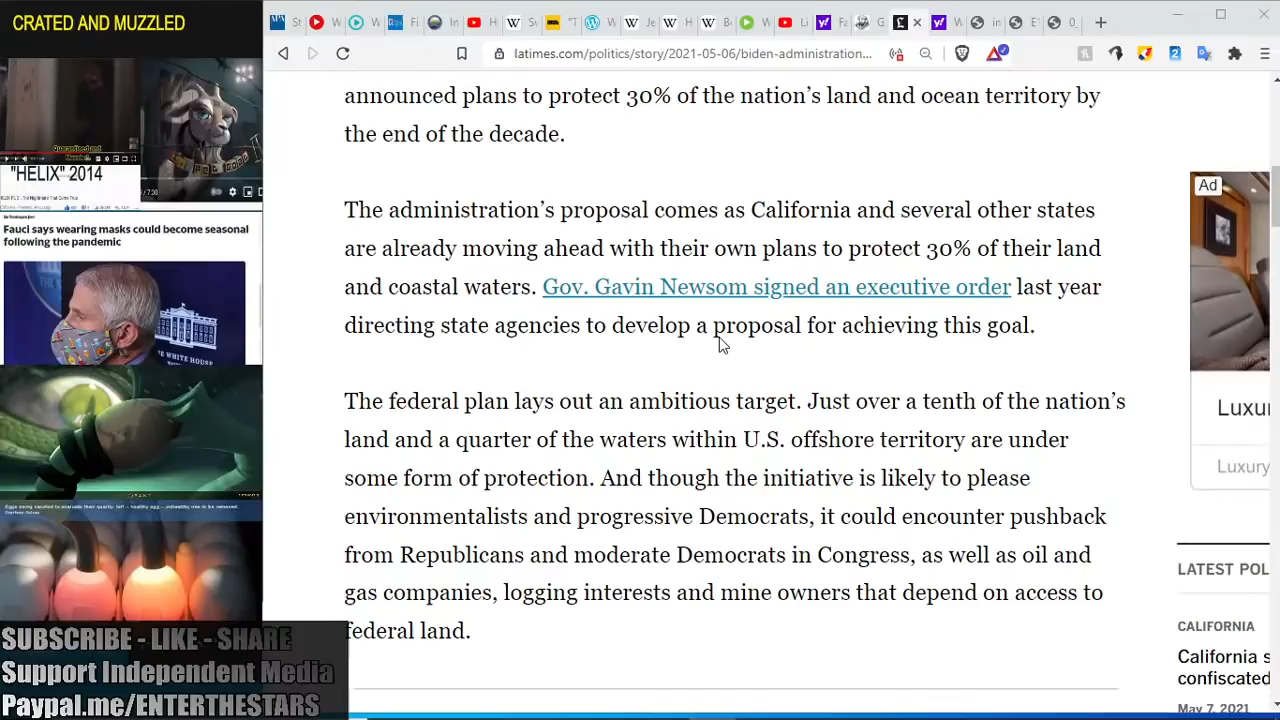 CRATED AND MUZZLED
"HELIX" 2014
Fauci says wearing masks could become seasonal
following the pandemic
THE WHITE HOUSE
SUBSCRIBE - LIKE - SHARE
Support Independent Media
Paypal.me/ENTERTHESTARS
latimes.com/politics/story/2021-05-06/biden-administration...
announced plans to protect 30% of the nation's land and ocean territory by
the end of the decade.
The administration's proposal comes as California and several other states
are already moving ahead with their own plans to protect 30% of their land
and coastal waters. Gov. Gavin Newsom signed an executive order last year
directing state agencies to develop a proposal for achieving this goal.
The federal plan lays out an ambitious target. Just over a tenth of the nation's
land and a quarter of the waters within U.S. offshore territory are under
some form of protection. And though the initiative is likely to please
environmentalists and progressive Democrats, it could encounter pushback
from Republicans and moderate Democrats in Congress, as well as oil and
gas companies, logging interests and mine owners that depend on access to
federal land.
Ad
Luxu
Luxury
LATEST POL
CALIFORNIA
California s
confiscated
May 7, 2021